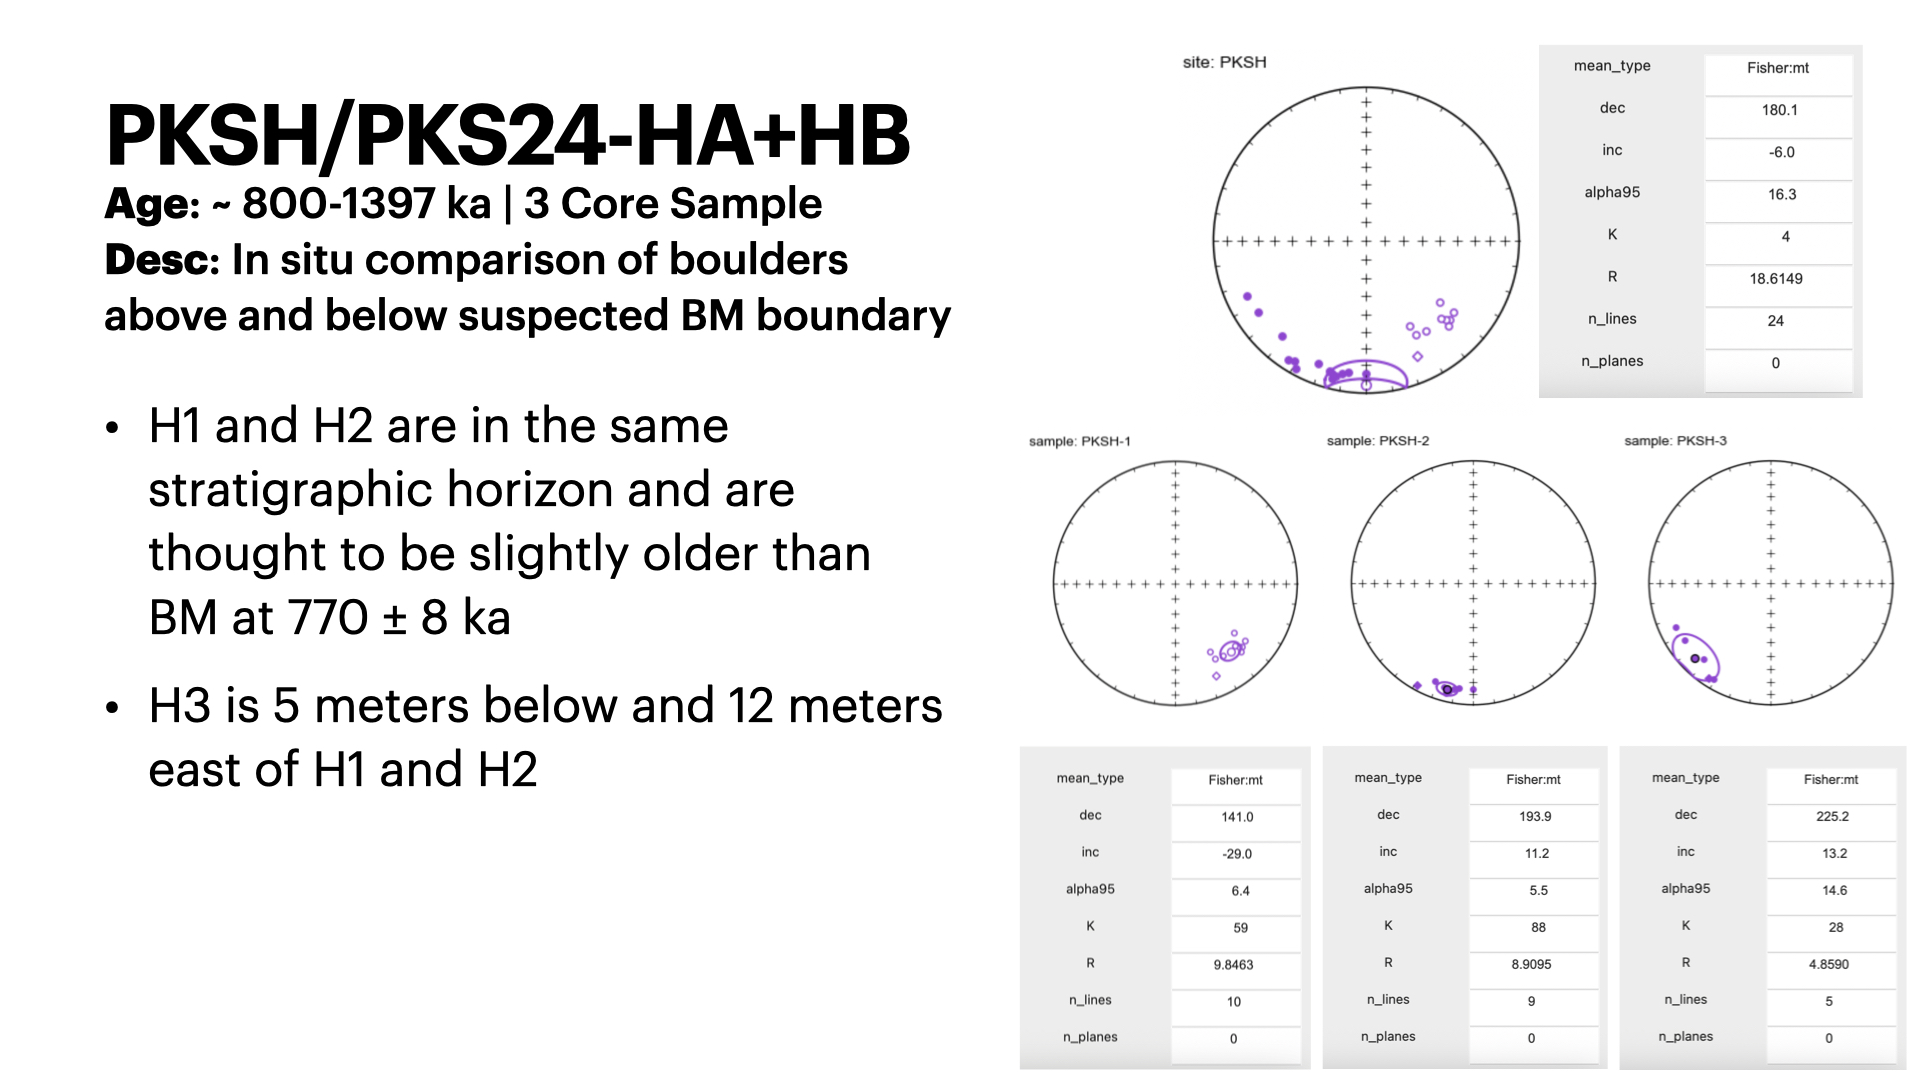 PKSH/PKS24-HA+HB
Age: ~ 800-1397 ka | 3 Core Sample
Desc: In situ comparison of boulders
above and below suspected BM boundary
• H1 and H2 are in the same
stratigraphic horizon and are
thought to be slightly older than
BM at 770 ± 8 ka
• H3 is 5 meters below and 12 meters
east of H1 and H2
site: PKSH
mean_type Fisher:mt
dec 180.1
inc -6.0
alpha95 16.3
K 4
R 18.6149
n_lines 24
n_planes 0
sample: PKSH-1
sample: PKSH-2
sample: PKSH-3
mean_type Fisher:mt
dec 141.0
inc -29.0
alpha95 6.4
K 59
R 9.8463
n_lines 10
n_planes 0
mean_type Fisher:mt
dec 193.9
inc 11.2
alpha95 5.5
K 88
R 8.9095
n_lines 9
n_planes 0
mean_type Fisher:mt
dec 225.2
inc 13.2
alpha95 14.6
K 28
R 4.8590
n_lines 5
n_planes 0